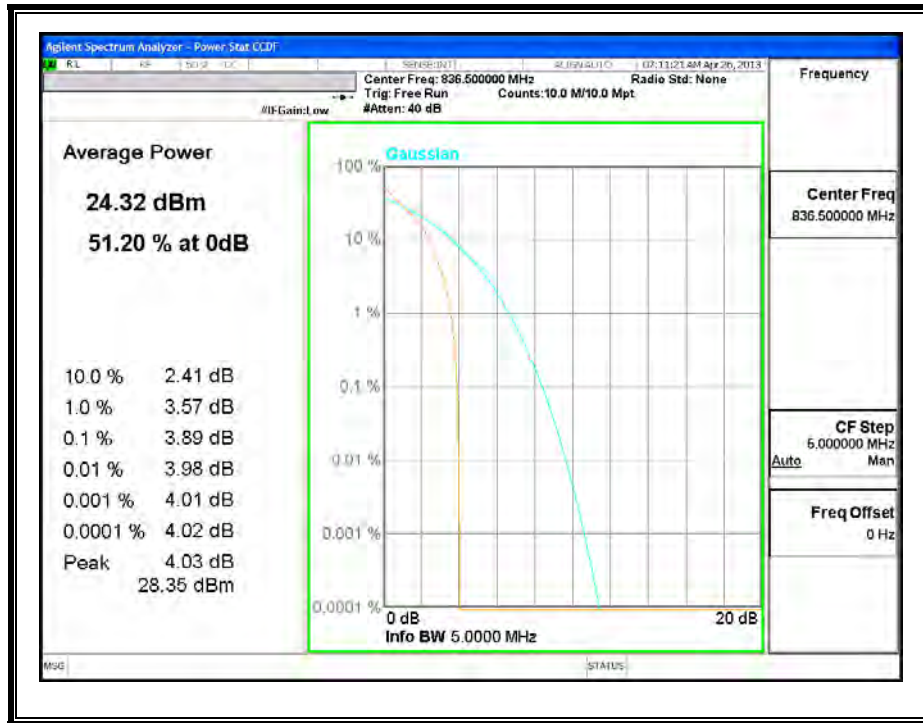 Agilent Spectrum Analyzer - Power Stat CCDF
RL RF 50 Ω DC SENSE:INT ALIGN AUTO 07:11:21 AM Apr 26, 2013
Center Freq: 836.500000 MHz Radio Std: None
Trig: Free Run Counts:10.0 M/10.0 Mpt
#IFGain:Low #Atten: 40 dB
Frequency
Average Power
24.32 dBm
51.20 % at 0dB
10.0 % 2.41 dB
1.0 % 3.57 dB
0.1 % 3.89 dB
0.01 % 3.98 dB
0.001 % 4.01 dB
0.0001 % 4.02 dB
Peak 4.03 dB
28.35 dBm
Gaussian
100 %
10 %
1 %
0.1 %
0.01 %
0.001 %
0.0001 %
0 dB 20 dB
Info BW 5.0000 MHz
Center Freq
836.500000 MHz
CF Step
5.000000 MHz
Auto Man
Freq Offset
0 Hz
MSG STATUS